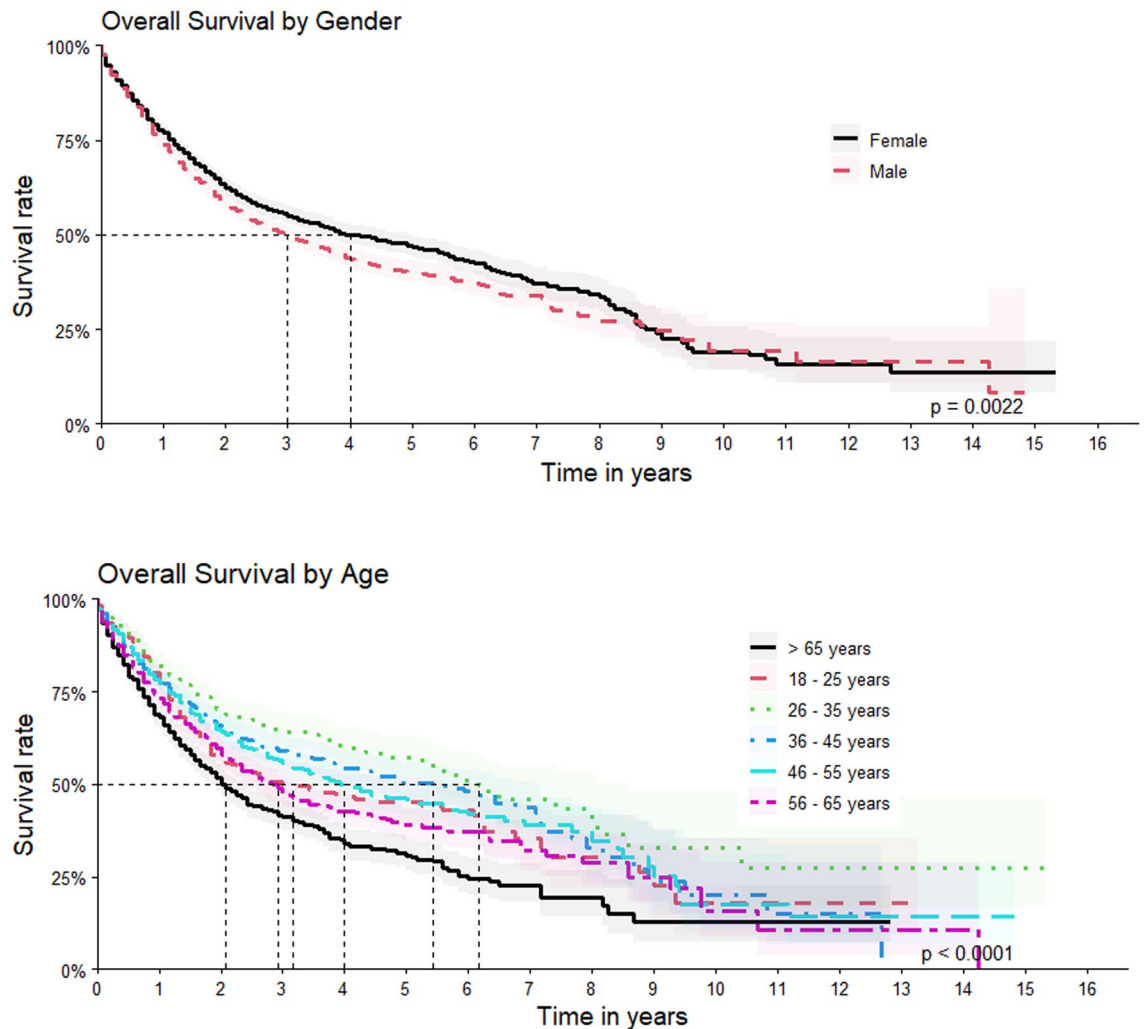 Overall Survival by Gender
100%
75%
50%
25%
0%
Survival rate
Female
Male
p = 0.0022
0 1 2 3 4 5 6 7 8 9 10 11 12 13 14 15 16
Time in years
Overall Survival by Age
100%
75%
50%
25%
0%
Survival rate
> 65 years
18 - 25 years
26 - 35 years
36 - 45 years
46 - 55 years
56 - 65 years
p < 0.0001
0 1 2 3 4 5 6 7 8 9 10 11 12 13 14 15 16
Time in years